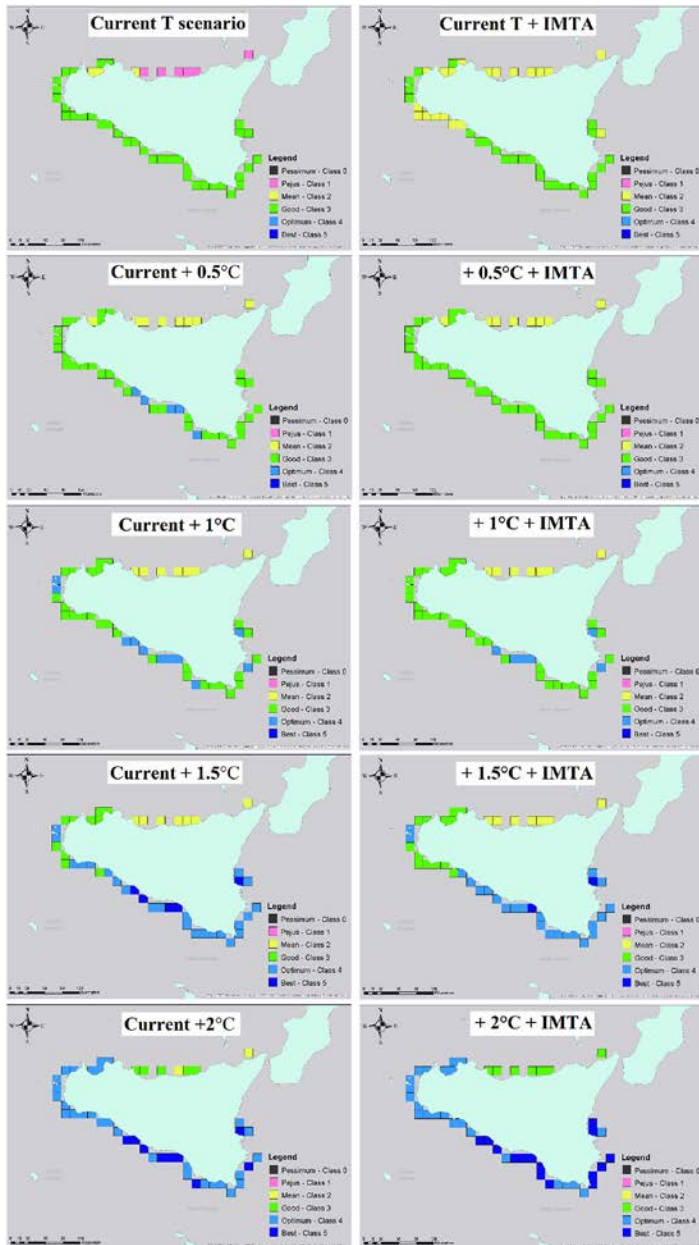 Current T scenario
Legend
Pessimum - Class 0
Pejus - Class 1
Mean - Class 2
Good - Class 3
Optimum - Class 4
Best - Class 5
Current T + IMTA
Legend
Pessimum - Class 0
Pejus - Class 1
Mean - Class 2
Good - Class 3
Optimum - Class 4
Best - Class 5
Current + 0.5°C
Legend
Pessimum - Class 0
Pejus - Class 1
Mean - Class 2
Good - Class 3
Optimum - Class 4
Best - Class 5
+ 0.5°C + IMTA
Legend
Pessimum - Class 0
Pejus - Class 1
Mean - Class 2
Good - Class 3
Optimum - Class 4
Best - Class 5
Current + 1°C
Legend
Pessimum - Class 0
Pejus - Class 1
Mean - Class 2
Good - Class 3
Optimum - Class 4
Best - Class 5
+ 1°C + IMTA
Legend
Pessimum - Class 0
Pejus - Class 1
Mean - Class 2
Good - Class 3
Optimum - Class 4
Best - Class 5
Current + 1.5°C
Legend
Pessimum - Class 0
Pejus - Class 1
Mean - Class 2
Good - Class 3
Optimum - Class 4
Best - Class 5
+ 1.5°C + IMTA
Legend
Pessimum - Class 0
Pejus - Class 1
Mean - Class 2
Good - Class 3
Optimum - Class 4
Best - Class 5
Current +2°C
Legend
Pessimum - Class 0
Pejus - Class 1
Mean - Class 2
Good - Class 3
Optimum - Class 4
Best - Class 5
+ 2°C + IMTA
Legend
Pessimum - Class 0
Pejus - Class 1
Mean - Class 2
Good - Class 3
Optimum - Class 4
Best - Class 5